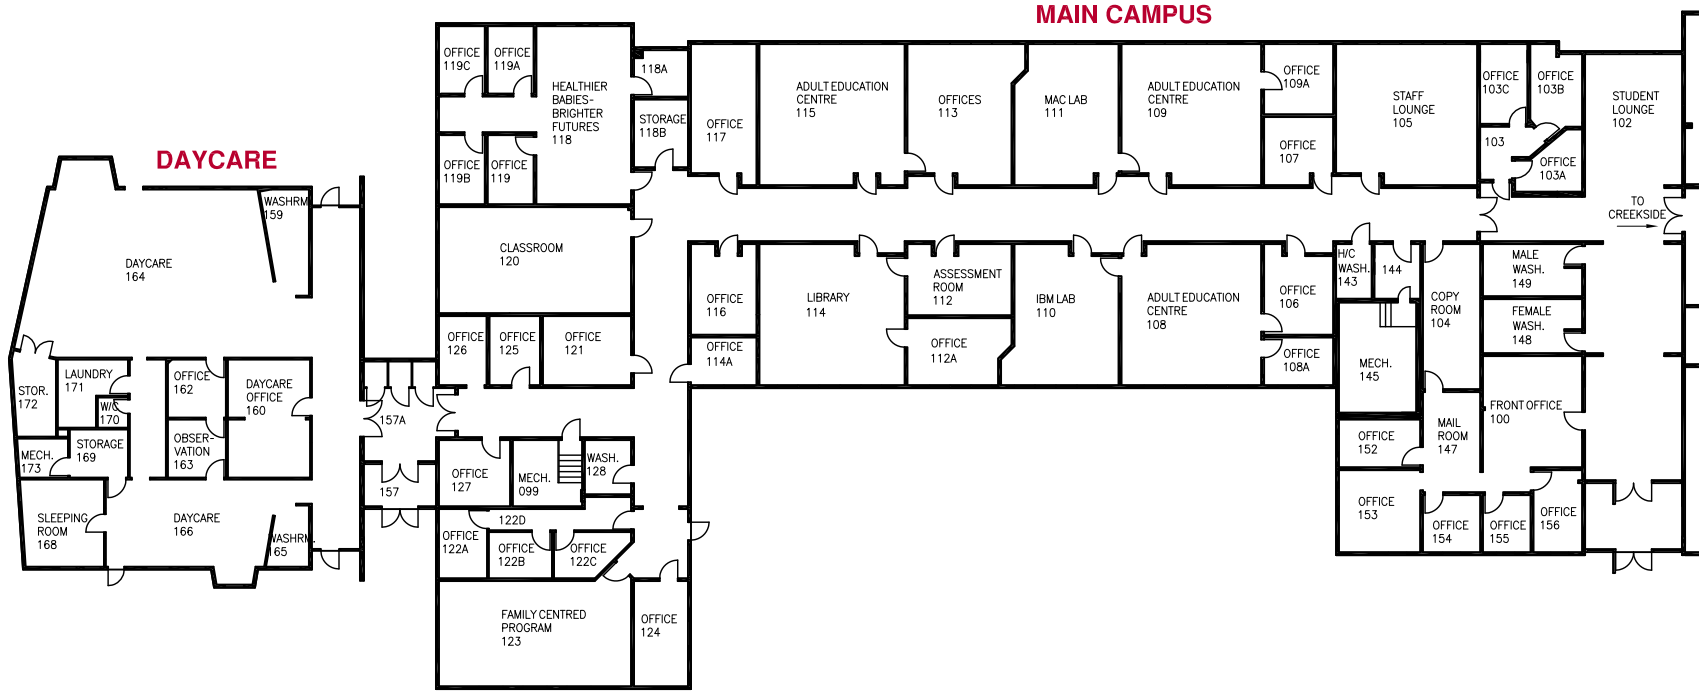 MAIN CAMPUS
DAYCARE
OFFICE
119C
OFFICE
119A
HEALTHIER
BABIES-
BRIGHTER
FUTURES
118
118A
STORAGE
118B
OFFICE
119B
OFFICE
119
OFFICE
117
ADULT EDUCATION
CENTRE
115
OFFICES
113
MAC LAB
111
ADULT EDUCATION
CENTRE
109
OFFICE
109A
OFFICE
107
STAFF
LOUNGE
105
OFFICE
103C
OFFICE
103B
103
OFFICE
103A
STUDENT
LOUNGE
102
TO
CREEKSIDE
WASHRM.
159
DAYCARE
164
CLASSROOM
120
OFFICE
126
OFFICE
125
OFFICE
121
OFFICE
116
OFFICE
114A
LIBRARY
114
ASSESSMENT
ROOM
112
OFFICE
112A
IBM LAB
110
ADULT EDUCATION
CENTRE
108
OFFICE
106
OFFICE
108A
H/C
WASH.
143
144
COPY
ROOM
104
MALE
WASH.
149
FEMALE
WASH.
148
MECH.
145
FRONT OFFICE
100
MAIL
ROOM
147
OFFICE
152
OFFICE
153
OFFICE
154
OFFICE
155
OFFICE
156
STOR.
172
LAUNDRY
171
W/C
170
OFFICE
162
DAYCARE
OFFICE
160
MECH.
173
STORAGE
169
OBSER-
VATION
163
157A
157
SLEEPING
ROOM
168
DAYCARE
166
WASHRM.
165
OFFICE
127
MECH.
099
WASH.
128
122D
OFFICE
122A
OFFICE
122B
OFFICE
122C
FAMILY CENTRED
PROGRAM
123
OFFICE
124